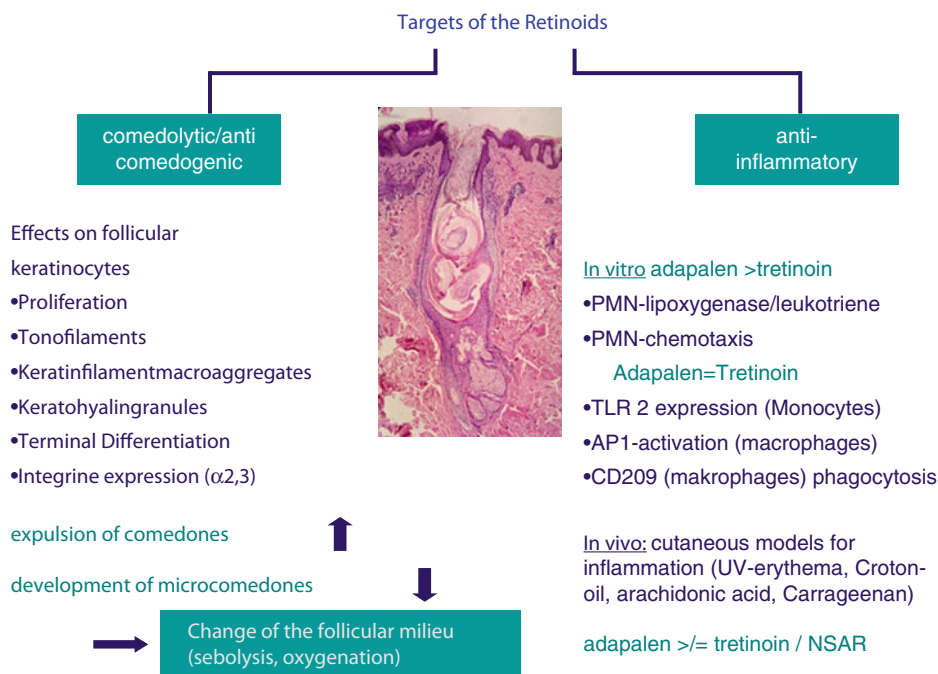 Targets of the Retinoids
comedolytic/anti
comedogenic
Effects on follicular
keratinocytes
•Proliferation
•Tonofilaments
•Keratinfilamentmacroaggregates
•Keratohyalingranules
•Terminal Differentiation
•Integrine expression (α2,3)
expulsion of comedones
development of microcomedones
Change of the follicular milieu
(sebolysis, oxygenation)
anti-
inflammatory
In vitro adapalen >tretinoin
•PMN-lipoxygenase/leukotriene
•PMN-chemotaxis
Adapalen=Tretinoin
•TLR 2 expression (Monocytes)
•AP1-activation (macrophages)
•CD209 (makrophages) phagocytosis
In vivo: cutaneous models for
inflammation (UV-erythema, Croton-
oil, arachidonic acid, Carrageenan)
adapalen >/= tretinoin / NSAR